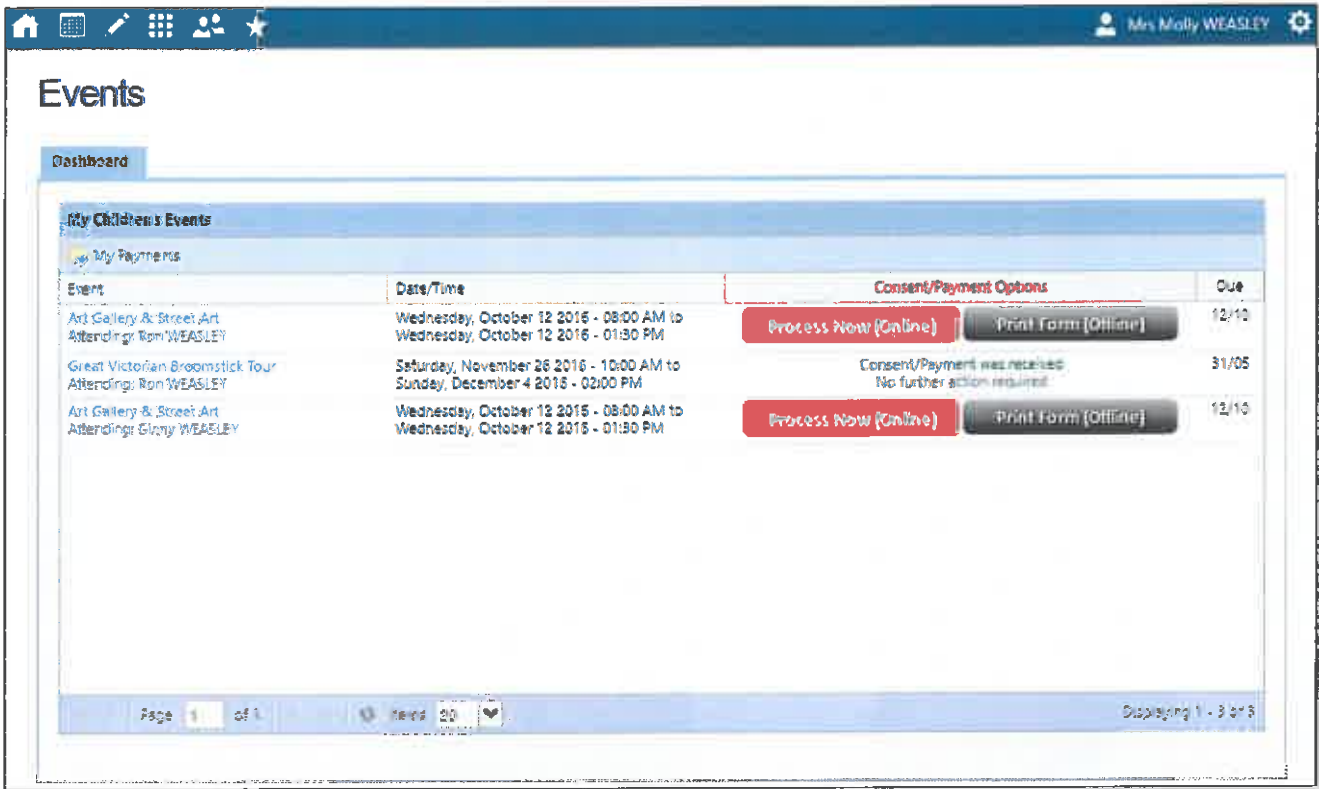 Mrs Molly WEASLEY
Events
Dashboard
My Children's Events
My Payments
Event Date/Time Consent/Payment Options Due
Art Gallery & Street Art Wednesday, October 12 2016 - 08:00 AM to Process Now (Online) Print Form (Offline) 12/10
Attending: Ron WEASLEY Wednesday, October 12 2016 - 01:30 PM
Great Victorian Broomstick Tour Saturday, November 26 2016 - 10:00 AM to Consent/Payment was received 31/05
Attending: Ron WEASLEY Sunday, December 4 2016 - 02:00 PM No further action required
Art Gallery & Street Art Wednesday, October 12 2016 - 08:00 AM to Process Now (Online) Print Form (Offline) 12/10
Attending: Ginny WEASLEY Wednesday, October 12 2016 - 01:30 PM
Page 1 of 1 Items 20 Displaying 1 - 3 of 3